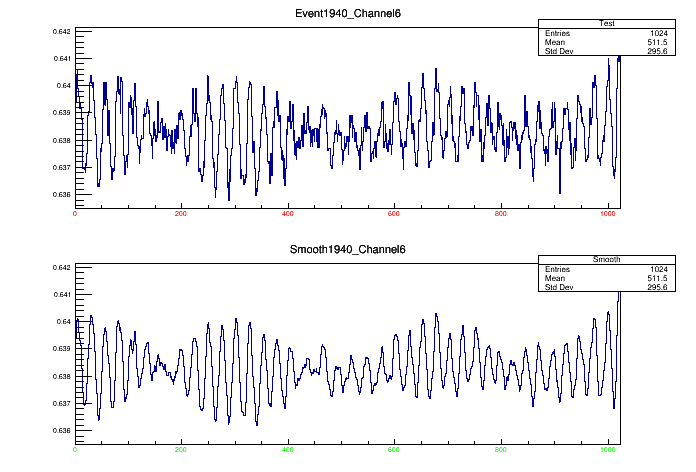 Event1940_Channel6
Test
Entries 1024
Mean 511.5
Std Dev 295.6
0.642
0.641
0.64
0.639
0.638
0.637
0.636
0 200 400 600 800 1000
Smooth1940_Channel6
Smooth
Entries 1024
Mean 511.5
Std Dev 295.6
0.642
0.641
0.64
0.639
0.638
0.637
0.636
0 200 400 600 800 1000